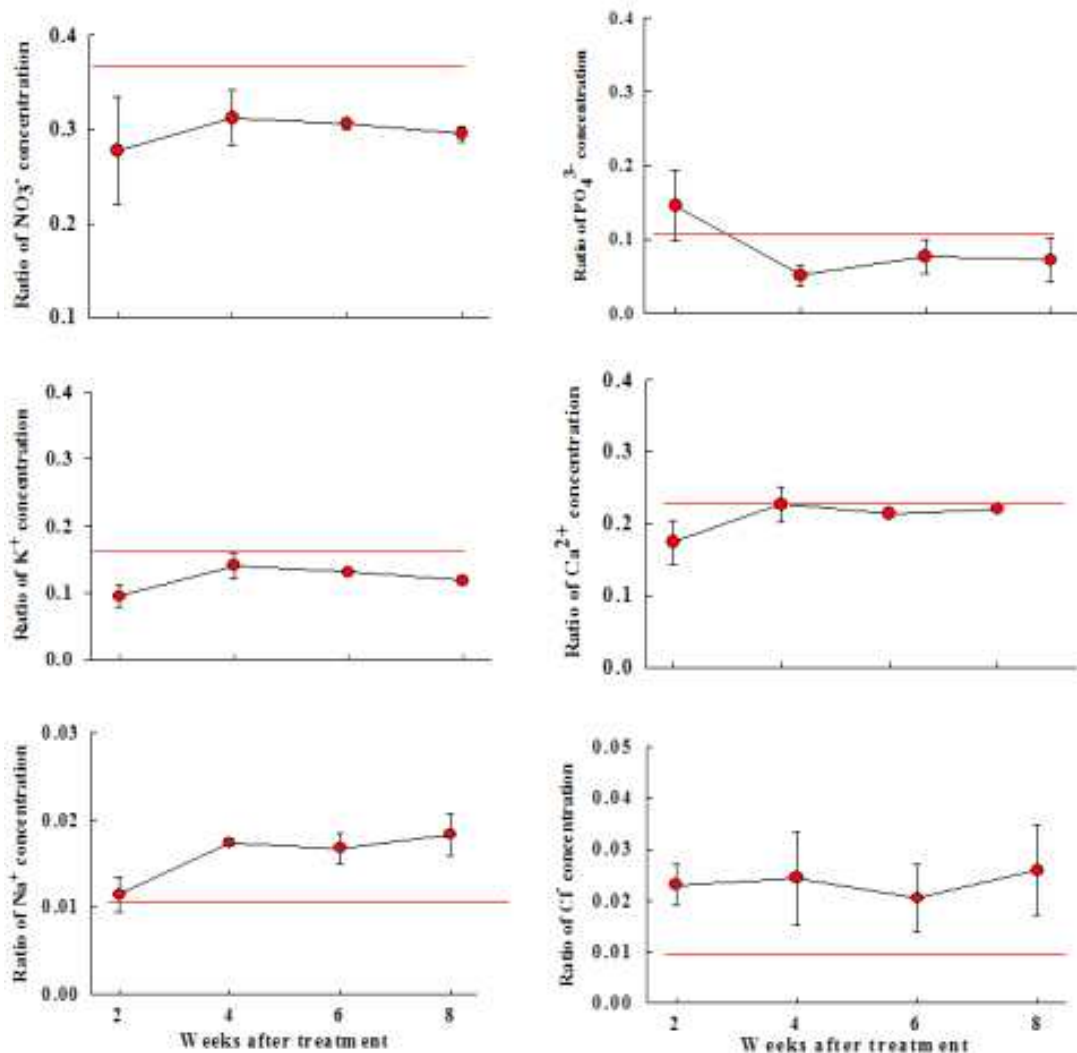 Ratio of NO3- concentration
0.4
0.3
0.2
0.1
Ratio of PO4 3- concentration
0.4
0.3
0.2
0.1
0.0
Ratio of K+ concentration
0.4
0.3
0.2
0.1
0.0
Ratio of Ca2+ concentration
0.4
0.3
0.2
0.1
0.0
Ratio of Na+ concentration
0.03
0.02
0.01
0.00
2 4 6 8
Weeks after treatment
Ratio of Cl- concentration
0.05
0.04
0.03
0.02
0.01
0.00
2 4 6 8
Weeks after treatment